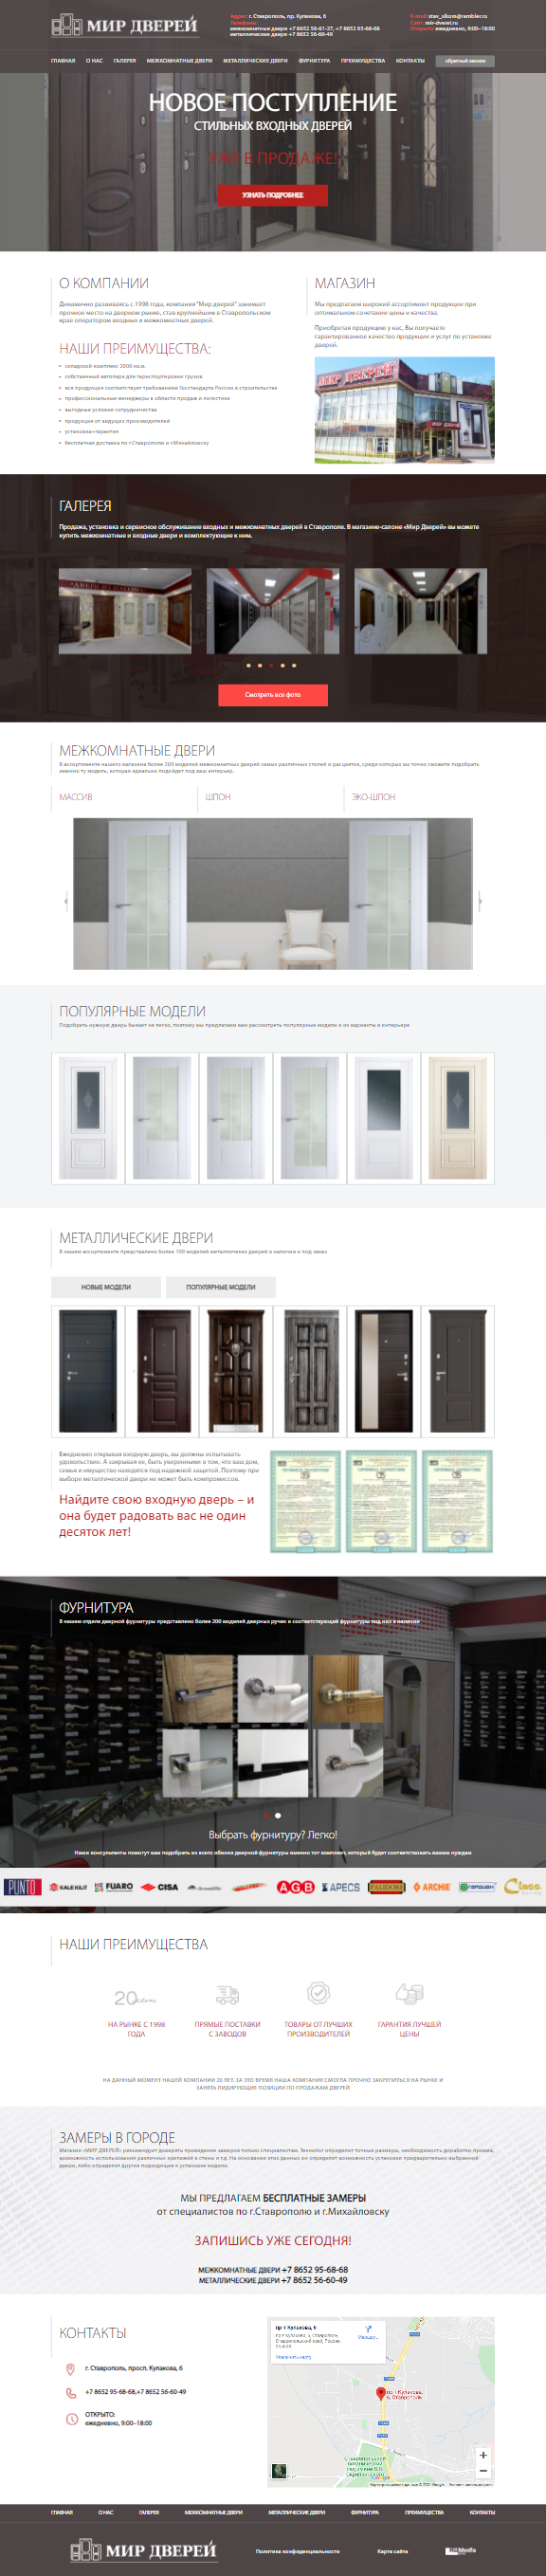 МИР ДВЕРЕЙ
Адрес: г. Ставрополь, пр. Кулакова, 6
Телефоны:
межкомнатные двери +7 8652 56-61-27, +7 8652 95-68-68
металлические двери +7 8652 56-60-49
E-mail: stav_sikom@rambler.ru
Сайт: mir-dverei.ru
Открыто: ежедневно, 9:00–18:00
ГЛАВНАЯ О НАС ГАЛЕРЕЯ МЕЖКОМНАТНЫЕ ДВЕРИ МЕТАЛЛИЧЕСКИЕ ДВЕРИ ФУРНИТУРА ПРЕИМУЩЕСТВА КОНТАКТЫ обратный звонок
НОВОЕ ПОСТУПЛЕНИЕ
СТИЛЬНЫХ ВХОДНЫХ ДВЕРЕЙ
УЖЕ В ПРОДАЖЕ!
УЗНАТЬ ПОДРОБНЕЕ
О КОМПАНИИ
Динамично развиваясь с 1998 года, компания "Мир дверей" занимает
прочное место на дверном рынке, став крупнейшим в Ставропольском
крае оператором входных и межкомнатных дверей.
НАШИ ПРЕИМУЩЕСТВА:
складской комплекс 2000 кв.м.
собственный автопарк для транспортировки грузов
вся продукция соответствует требованиям Госстандарта России в строительстве
профессиональные менеджеры в области продаж и логистики
выгодные условия сотрудничества
продукция от ведущих производителей
установка+гарантия
бесплатная доставка по г.Ставрополю и г.Михайловску
МАГАЗИН
Мы предлагаем широкий ассортимент продукции при
оптимальном сочетании цены и качества.
Приобретая продукцию у нас, Вы получаете
гарантированное качество продукции и услуг по установке
дверей.
МИР ДВЕРЕЙ
ГАЛЕРЕЯ
Продажа, установка и сервисное обслуживание входных и межкомнатных дверей в Ставрополе. В магазине-салоне «Мир Дверей» вы можете
купить межкомнатные и входные двери и комплектующие к ним.
Смотреть все фото
МЕЖКОМНАТНЫЕ ДВЕРИ
В ассортименте нашего магазина более 200 моделей межкомнатных дверей самых различных стилей и расцветок, среди которых вы точно сможете подобрать
именно ту модель, которая идеально подойдет под ваш интерьер.
МАССИВ
ШПОН
ЭКО-ШПОН
ПОПУЛЯРНЫЕ МОДЕЛИ
Подобрать нужную дверь бывает не легко, поэтому мы предлагаем вам рассмотреть популярные модели и их варианты в интерьере
МЕТАЛЛИЧЕСКИЕ ДВЕРИ
В нашем ассортименте представлено более 100 моделей металлических дверей в наличии и под заказ
НОВЫЕ МОДЕЛИ
ПОПУЛЯРНЫЕ МОДЕЛИ
Ежедневно открывая входную дверь, вы должны испытывать
удовольствие. А закрывая ее, быть уверенными в том, что ваш дом,
семья и имущество находятся под надежной защитой. Поэтому при
выборе металлической двери не может быть компромиссов.
Найдите свою входную дверь – и
она будет радовать вас не один
десяток лет!
ФУРНИТУРА
В нашем отделе дверной фурнитуры представлено более 300 моделей дверных ручек и соответствующей фурнитуры под них в наличии
Выбрать фурнитуру? Легко!
Наши консультанты помогут вам подобрать из всего обилия дверной фурнитуры именно тот комплект, который будет соответствовать вашим нуждам
PUNTO
KALE KILIT
FUARO
CISA
AGB
APECS
PALIDORE
ARCHIE
ГАРДИАН
Class
НАШИ ПРЕИМУЩЕСТВА
20 лет
НА РЫНКЕ С 1998
ГОДА
ПРЯМЫЕ ПОСТАВКИ
С ЗАВОДОВ
ТОВАРЫ ОТ ЛУЧШИХ
ПРОИЗВОДИТЕЛЕЙ
ГАРАНТИЯ ЛУЧШЕЙ
ЦЕНЫ
НА ДАННЫЙ МОМЕНТ НАШЕЙ КОМПАНИИ 20 ЛЕТ. ЗА ЭТО ВРЕМЯ НАША КОМПАНИЯ СМОГЛА ПРОЧНО ЗАКРЕПИТЬСЯ НА РЫНКЕ И
ЗАНЯТЬ ЛИДИРУЮЩИЕ ПОЗИЦИИ ПО ПРОДАЖАМ ДВЕРЕЙ
ЗАМЕРЫ В ГОРОДЕ
Магазин «МИР ДВЕРЕЙ» рекомендует доверять проведение замеров только специалистам. Технолог определит точные размеры, необходимость доработки проема,
возможность использования различных крепежей к стене и т.д. На основании этих данных он определит возможность установки предварительно выбранной
двери, либо определит другие подходящие к установке модели.
МЫ ПРЕДЛАГАЕМ БЕСПЛАТНЫЕ ЗАМЕРЫ
от специалистов по г.Ставрополю и г.Михайловску
ЗАПИШИСЬ УЖЕ СЕГОДНЯ!
МЕЖКОМНАТНЫЕ ДВЕРИ +7 8652 95-68-68
МЕТАЛЛИЧЕСКИЕ ДВЕРИ +7 8652 56-60-49
КОНТАКТЫ
г. Ставрополь, просп. Кулакова, 6
+7 8652 95-68-68,+7 8652 56-60-49
ОТКРЫТО:
ежедневно, 9:00–18:00
пр-т Кулакова, 6
пр-т Кулакова, 6
Ставрополь
ГЛАВНАЯ О НАС ГАЛЕРЕЯ МЕЖКОМНАТНЫЕ ДВЕРИ МЕТАЛЛИЧЕСКИЕ ДВЕРИ ФУРНИТУРА ПРЕИМУЩЕСТВА КОНТАКТЫ
МИР ДВЕРЕЙ
Политика конфиденциальности
Карта сайта